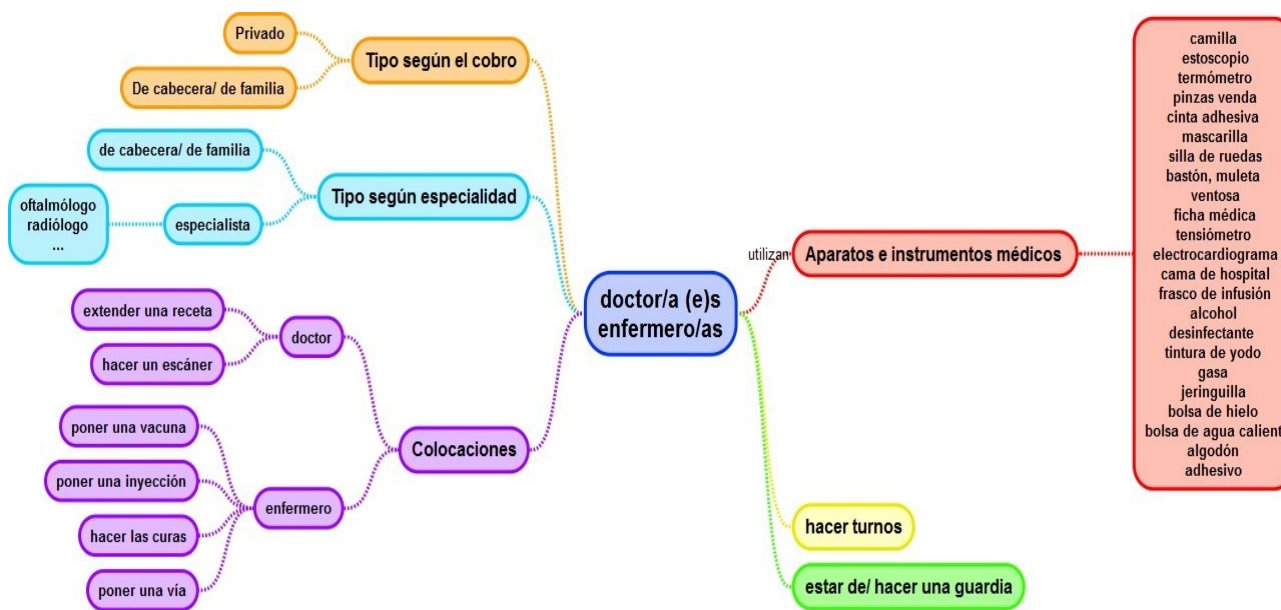 Privado
De cabecera/ de familia
Tipo según el cobro
de cabecera/ de familia
oftalmólogo
radiólogo
...
especialista
Tipo según especialidad
extender una receta
hacer un escáner
doctor
poner una vacuna
poner una inyección
hacer las curas
poner una vía
enfermero
Colocaciones
doctor/a (e)s
enfermero/as
utilizan
Aparatos e instrumentos médicos
camilla
estoscopio
termómetro
pinzas venda
cinta adhesiva
mascarilla
silla de ruedas
bastón, muleta
ventosa
ficha médica
tensiómetro
electrocardiograma
cama de hospital
frasco de infusión
alcohol
desinfectante
tintura de yodo
gasa
jeringuilla
bolsa de hielo
bolsa de agua calient
algodón
adhesivo
hacer turnos
estar de/ hacer una guardia